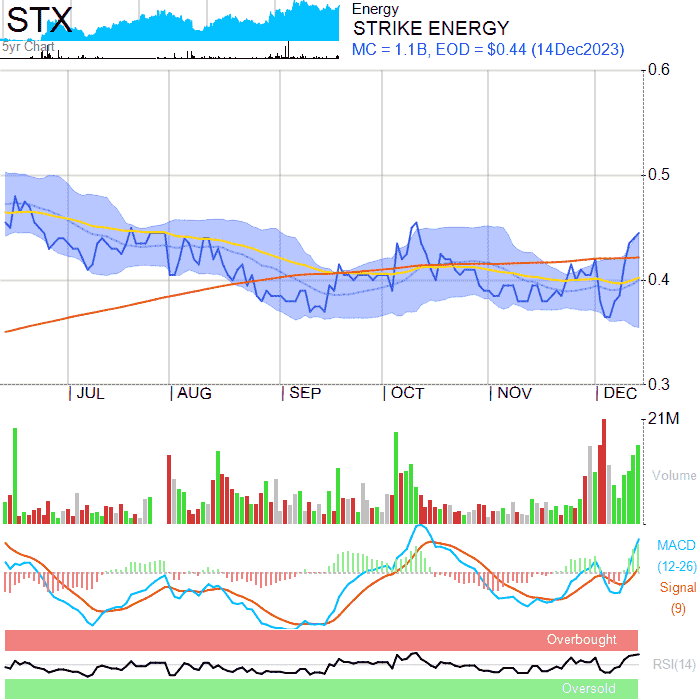 STX
5yr Chart
Energy
STRIKE ENERGY
MC = 1.1B, EOD = $0.44 (14Dec2023)
0.6
0.5
0.4
0.3
JUL AUG SEP OCT NOV DEC
21M
Volume
MACD
(12-26)
Signal
(9)
Overbought
RSI(14)
Oversold